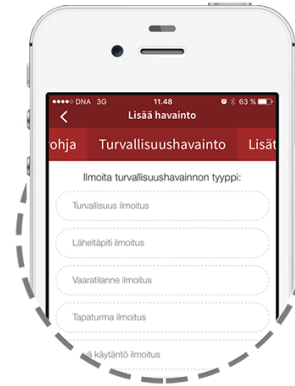 DNA 3G 11.48 63 %
Lisää havainto
ohja Turvallisuushavainto Lisät
Ilmoita turvallisuushavainnon tyyppi:
Turvallisuus ilmoitus
Läheltäpiti ilmoitus
Vaaratilanne ilmoitus
Tapaturma ilmoitus
vä käytäntö ilmoitus